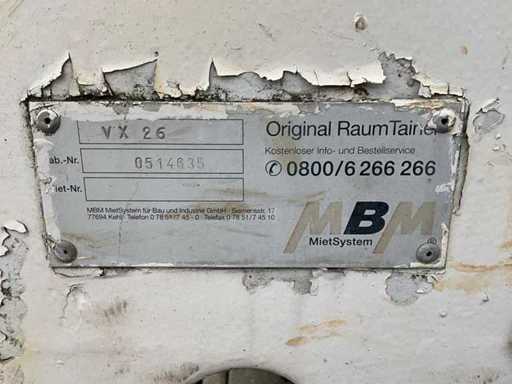 VX 26
Original RaumTainer
Kostenloser Info- und Bestellservice
ab.-Nr. 0514635
✆ 0800/6 266 266
iet-Nr.
MBM MietSystem für Bau und Industrie GmbH · Siemensstr. 17
77694 Kehl · Telefon 0 78 51/7 45 - 0 · Telefax 0 78 51/7 45 10
MBM
MietSystem